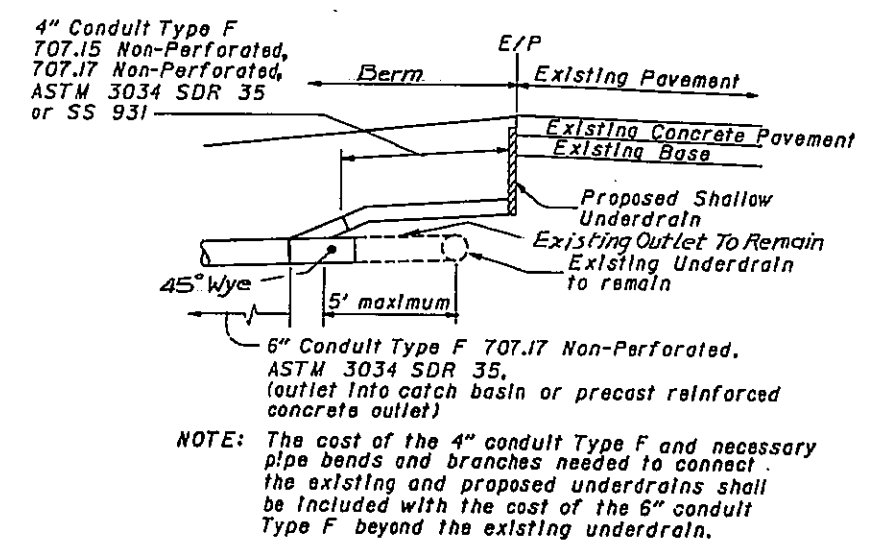 4" Conduit Type F
707.15 Non-Perforated,
707.17 Non-Perforated,
ASTM 3034 SDR 35
or SS 931
E/P
Berm
Existing Pavement
Existing Concrete Pavement
Existing Base
Proposed Shallow
Underdrain
Existing Outlet To Remain
Existing Underdrain
to remain
45° Wye
5' maximum
6" Conduit Type F 707.17 Non-Perforated.
ASTM 3034 SDR 35.
(outlet into catch basin or precast reinforced
concrete outlet)
NOTE: The cost of the 4" conduit Type F and necessary
pipe bends and branches needed to connect
the existing and proposed underdrains shall
be included with the cost of the 6" conduit
Type F beyond the existing underdrain.